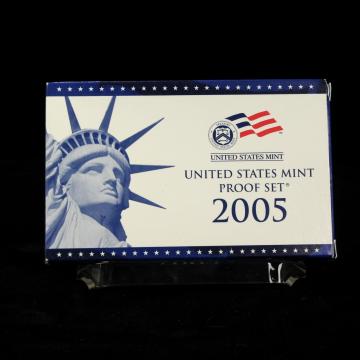 UNITED STATES MINT
UNITED STATES MINT
PROOF SET®
2005